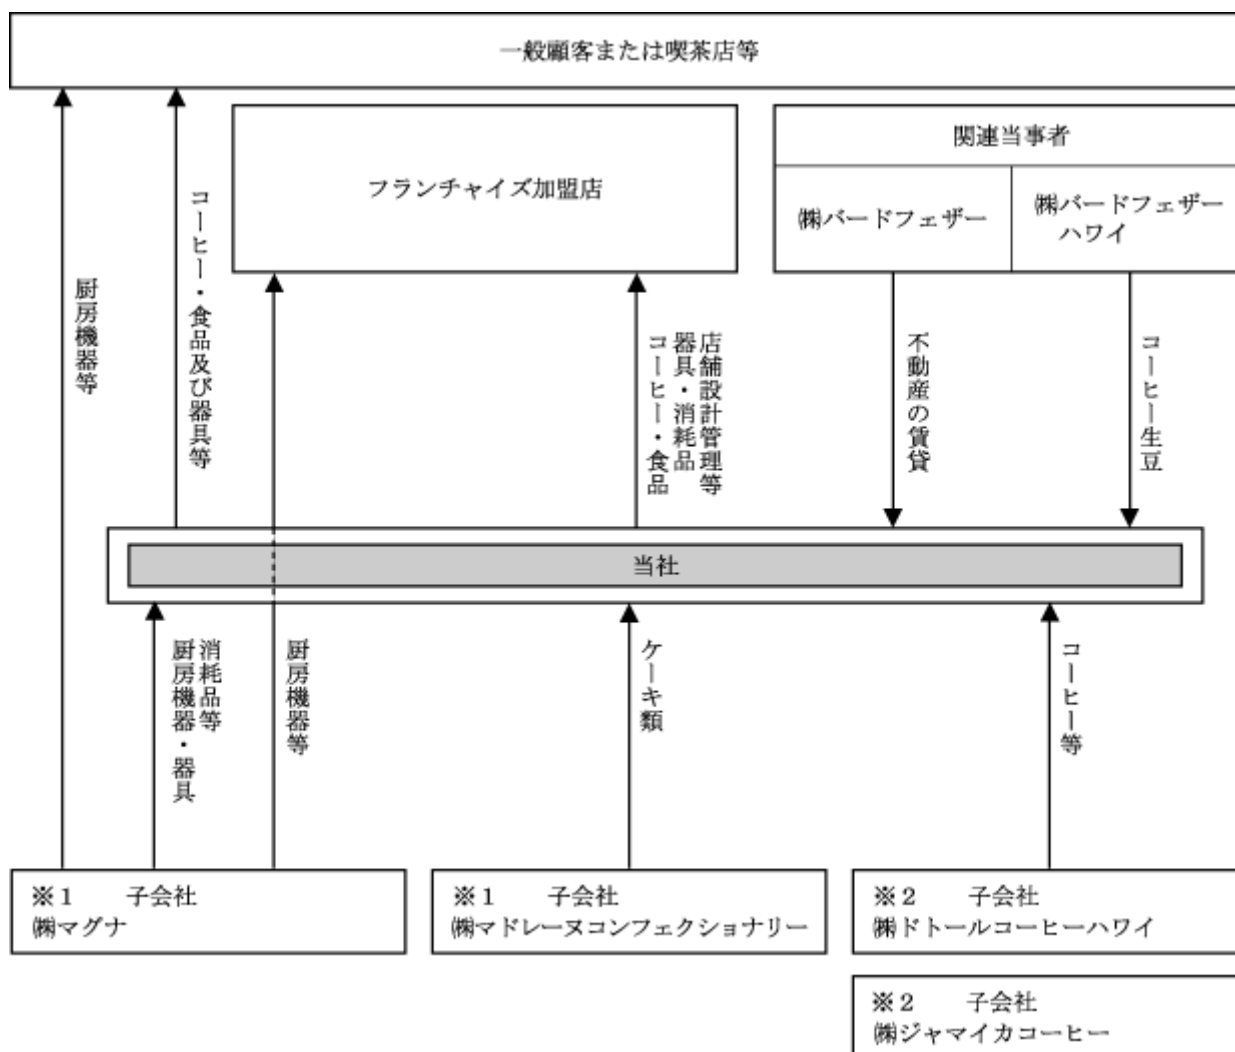 一般顧客または喫茶店等
フランチャイズ加盟店
関連当事者
㈱バードフェザー
㈱バードフェザー
ハワイ
厨房機器等
コーヒー・食品及び器具等
店舗設計管理等
器具・消耗品
コーヒー・食品
不動産の賃貸
コーヒー生豆
当社
消耗品等
厨房機器・器具
厨房機器等
ケーキ類
コーヒー等
※1 子会社
㈱マグナ
※1 子会社
㈱マドレーヌコンフェクショナリー
※2 子会社
㈱ドトールコーヒーハワイ
※2 子会社
㈱ジャマイカコーヒー